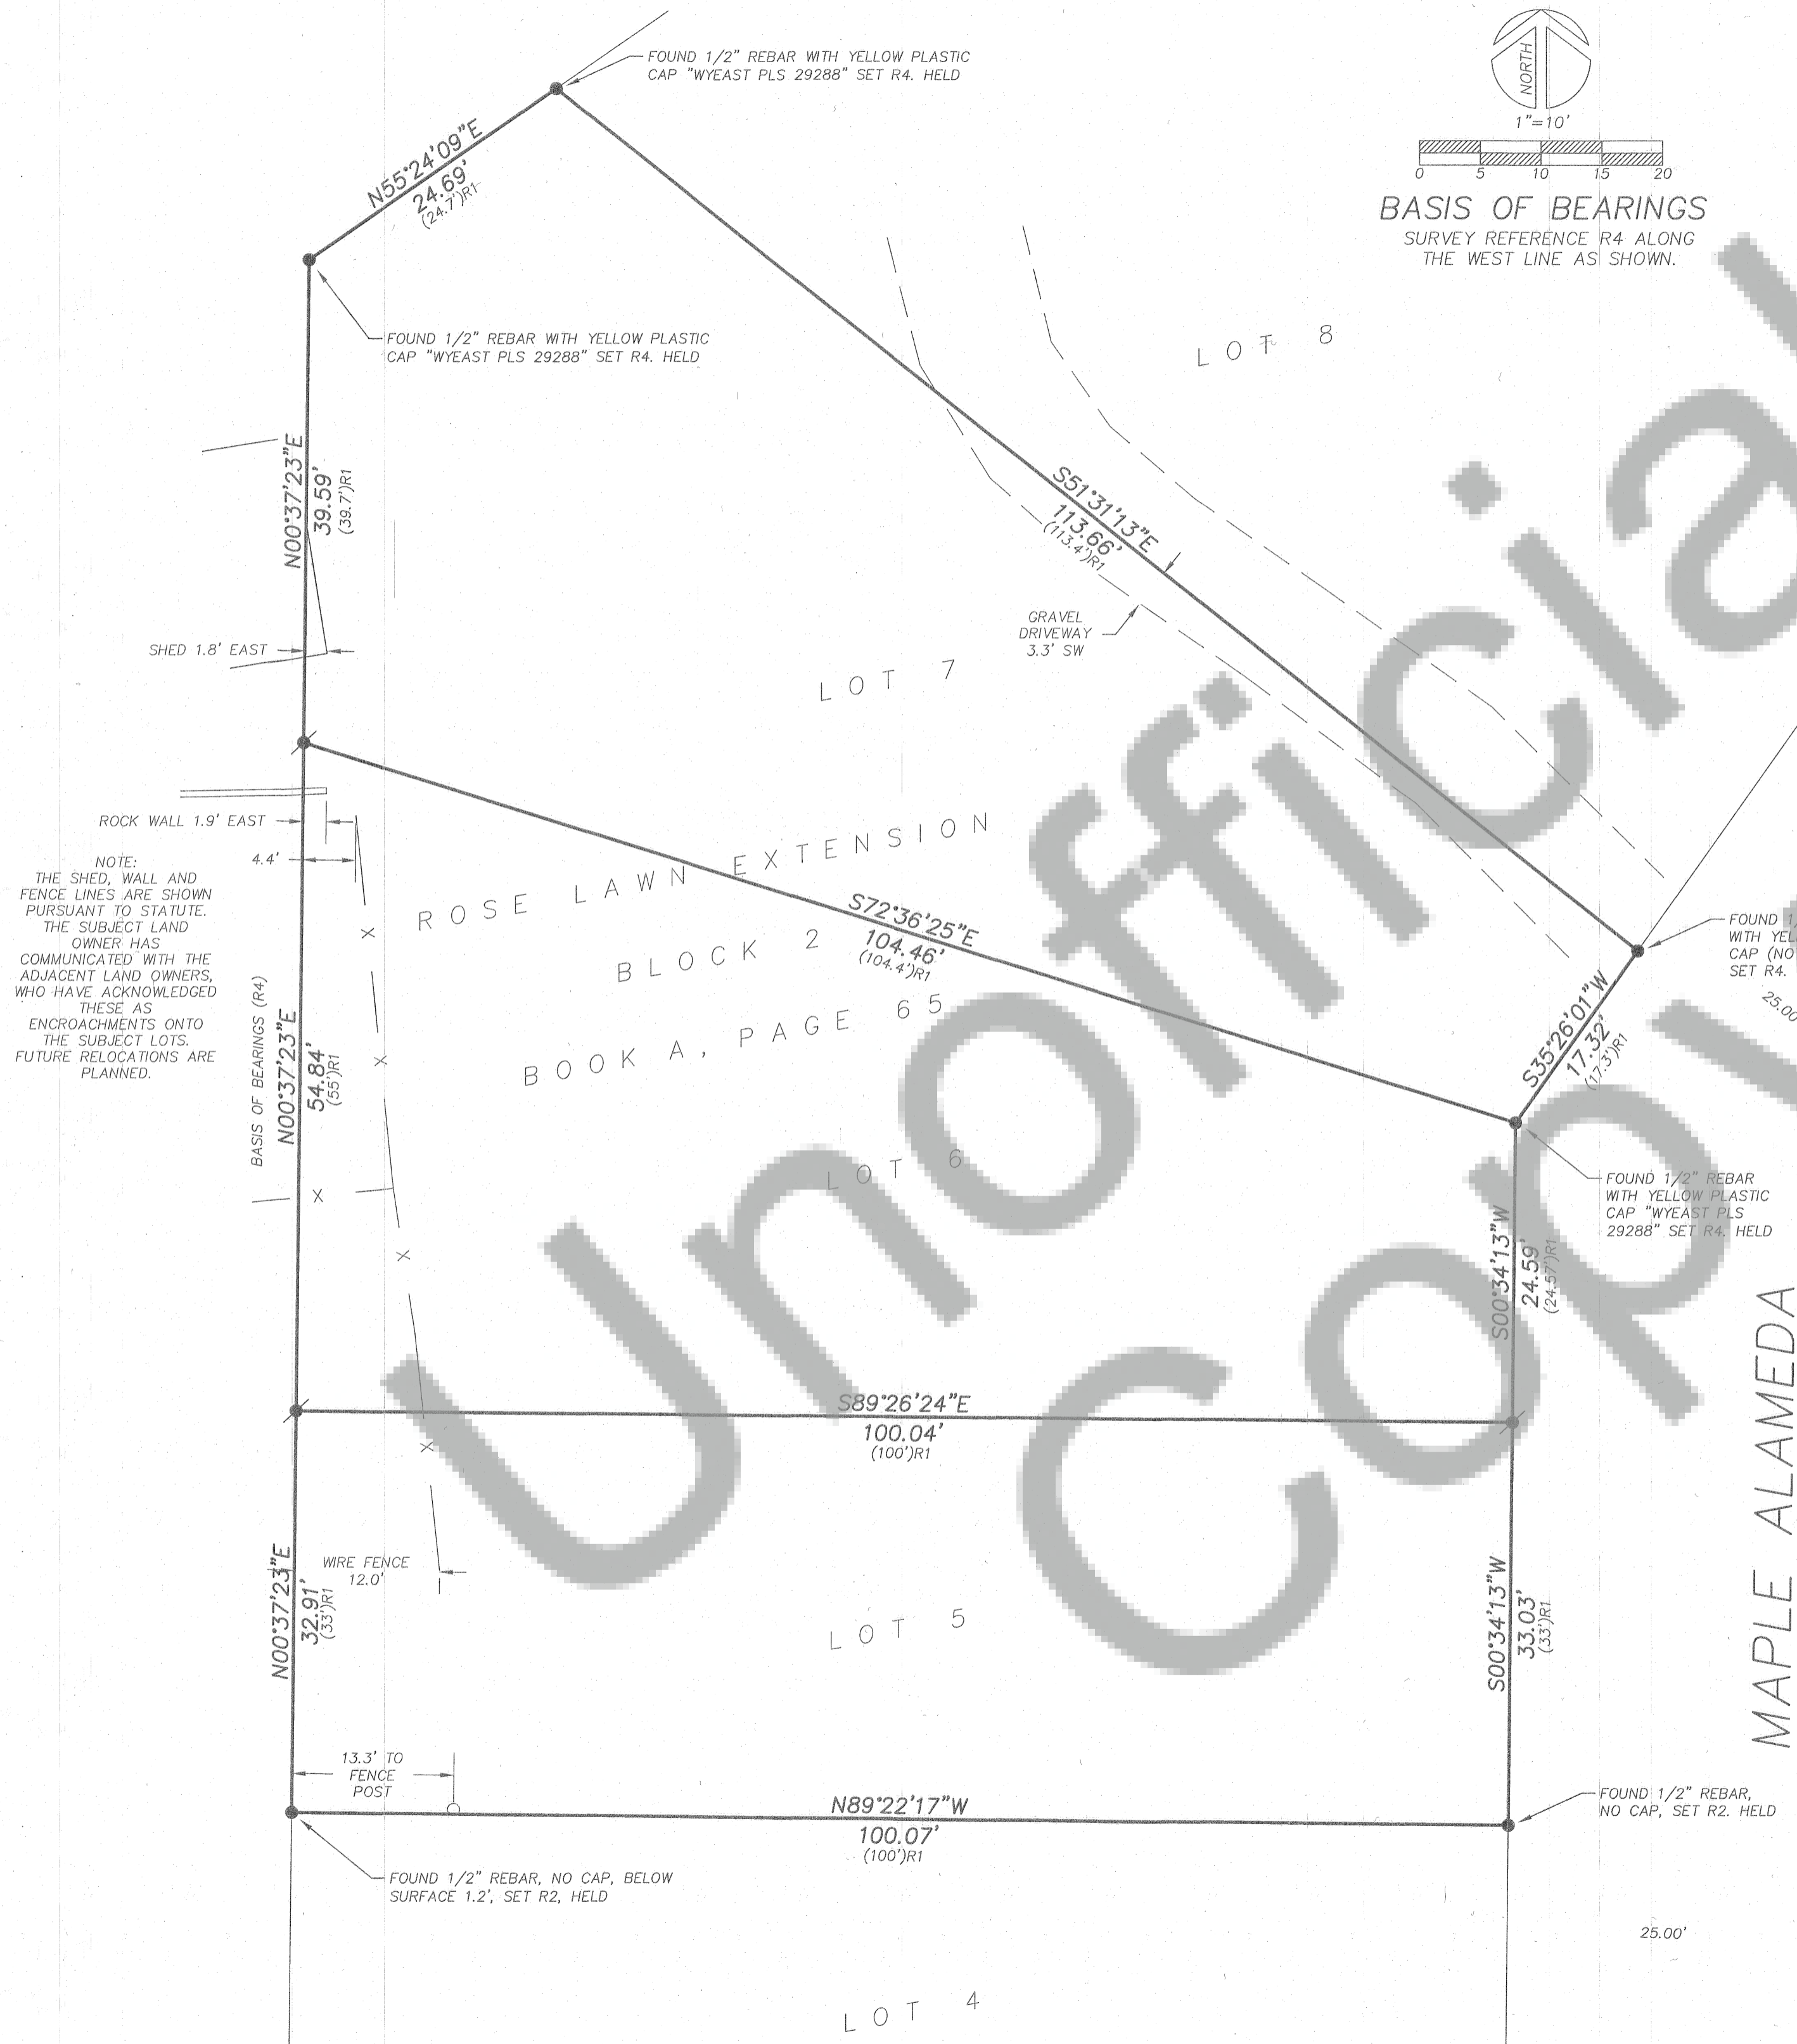 FOUND 1/2" REBAR WITH YELLOW PLASTIC
CAP "WYEAST PLS 29288" SET R4. HELD
NORTH
1"=10'
0 5 10 15 20
BASIS OF BEARINGS
SURVEY REFERENCE R4 ALONG
THE WEST LINE AS SHOWN.
N55°24'09"E
24.69'
(24.7')R1
FOUND 1/2" REBAR WITH YELLOW PLASTIC
CAP "WYEAST PLS 29288" SET R4. HELD
LOT 8
N00°37'23"E
39.59'
(39.7')R1
S51°31'13"E
113.66'
(113.4')R1
GRAVEL
DRIVEWAY
3.3' SW
SHED 1.8' EAST
LOT 7
ROCK WALL 1.9' EAST
4.4'
NOTE:
THE SHED, WALL AND
FENCE LINES ARE SHOWN
PURSUANT TO STATUTE.
THE SUBJECT LAND
OWNER HAS
COMMUNICATED WITH THE
ADJACENT LAND OWNERS,
WHO HAVE ACKNOWLEDGED
THESE AS
ENCROACHMENTS ONTO
THE SUBJECT LOTS.
FUTURE RELOCATIONS ARE
PLANNED.
ROSE LAWN EXTENSION
BLOCK 2
BOOK A, PAGE 65
S72°36'25"E
104.46'
(104.4')R1
FOUND 1/
WITH YEL
CAP (NO
SET R4.
25.00
S35°26'01"W
17.32'
(17.3')R1
BASIS OF BEARINGS (R4)
N00°37'23"E
54.84'
(55')R1
X
X
X
X
X
LOT 6
FOUND 1/2" REBAR
WITH YELLOW PLASTIC
CAP "WYEAST PLS
29288" SET R4. HELD
S00°34'13"W
24.59'
(24.57')R1
S89°26'24"E
100.04'
(100')R1
MAPLE ALAMEDA
N00°37'23"E
32.91'
(33')R1
WIRE FENCE
12.0'
LOT 5
S00°34'13"W
33.03'
(33')R1
13.3' TO
FENCE
POST
N89°22'17"W
100.07'
(100')R1
FOUND 1/2" REBAR,
NO CAP, SET R2. HELD
FOUND 1/2" REBAR, NO CAP, BELOW
SURFACE 1.2', SET R2, HELD
25.00'
LOT 4
Unofficial
Cop